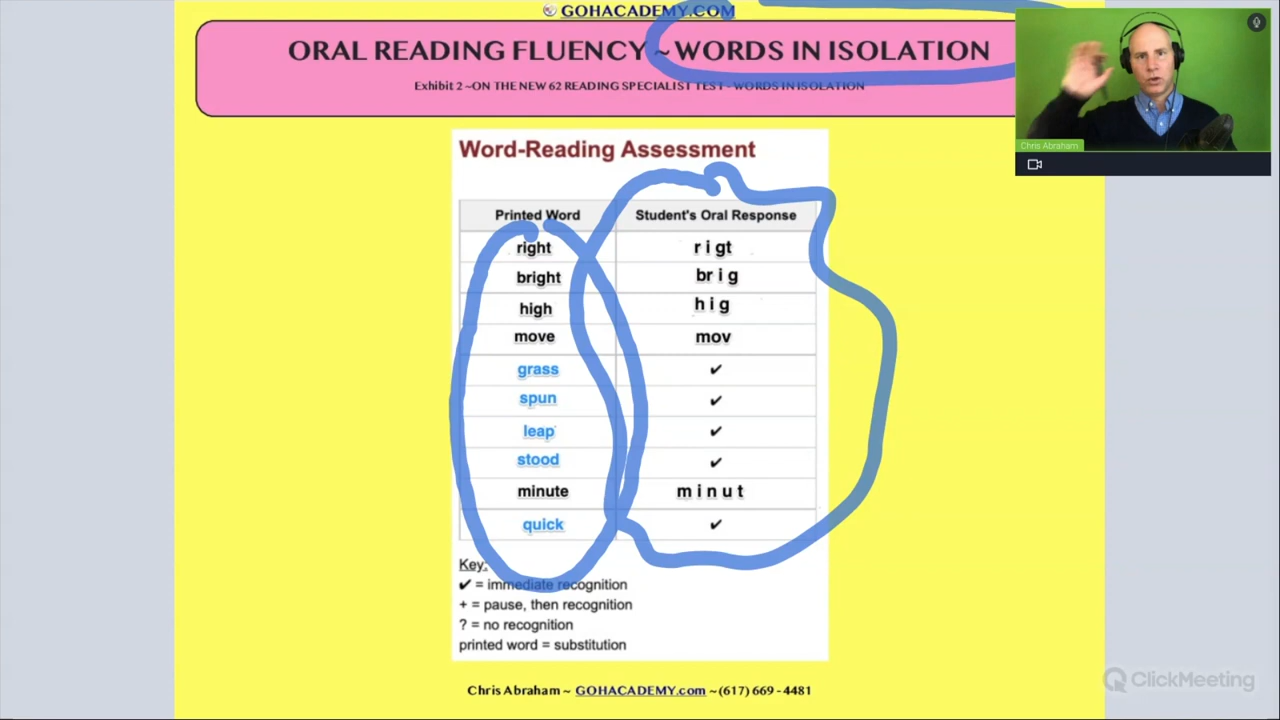 GOHACADEMY.COM
ORAL READING FLUENCY ~ WORDS IN ISOLATION
Exhibit 2 ~ON THE NEW 62 READING SPECIALIST TEST - WORDS IN ISOLATION
Chris Abraham
Word-Reading Assessment
Printed Word Student's Oral Response
right r i gt
bright br i g
high h i g
move mov
grass ✔
spun ✔
leap ✔
stood ✔
minute m i n u t
quick ✔
Key:
✔ = immediate recognition
+ = pause, then recognition
? = no recognition
printed word = substitution
Chris Abraham ~ GOHACADEMY.com ~(617) 669 - 4481
ClickMeeting